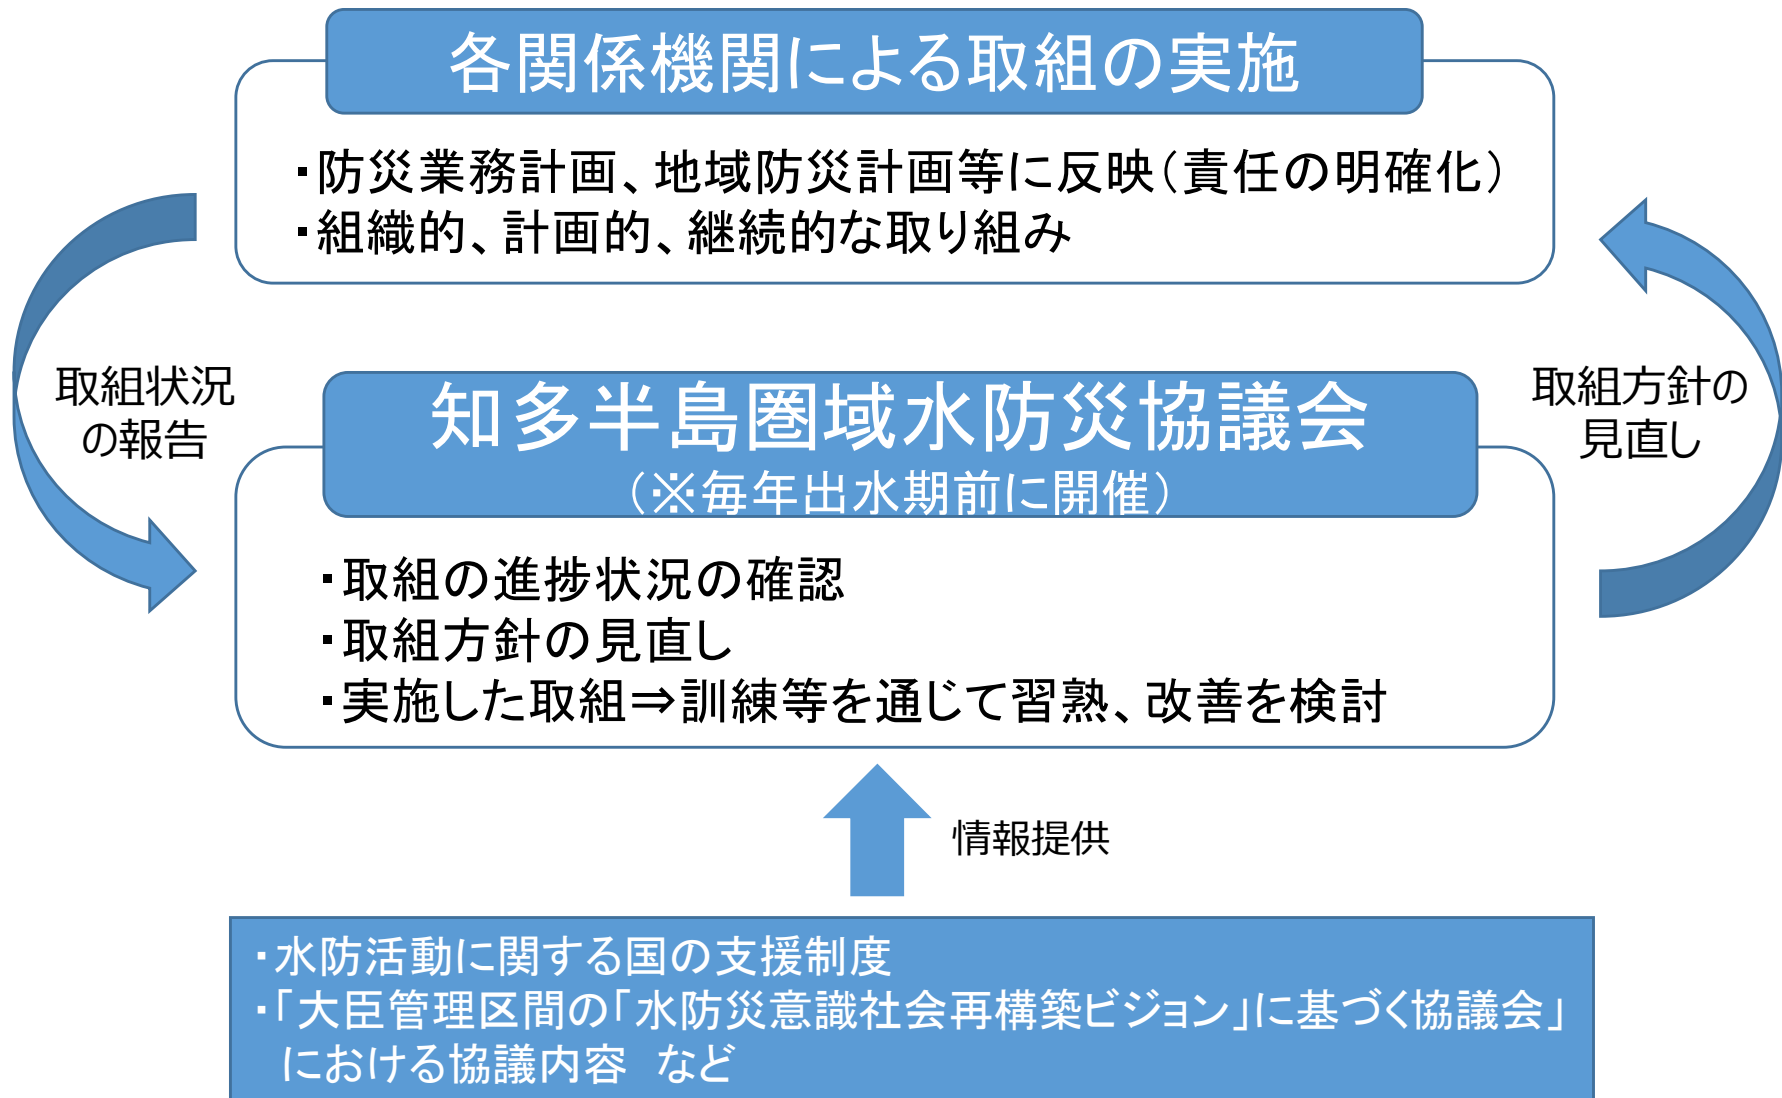 各関係機関による取組の実施
・防災業務計画、地域防災計画等に反映（責任の明確化）
・組織的、計画的、継続的な取り組み
取組状況
の報告
取組方針の
見直し
知多半島圏域水防災協議会
（※毎年出水期前に開催）
・取組の進捗状況の確認
・取組方針の見直し
・実施した取組⇒訓練等を通じて習熟、改善を検討
情報提供
・水防活動に関する国の支援制度
・「大臣管理区間の「水防災意識社会再構築ビジョン」に基づく協議会」
における協議内容　など